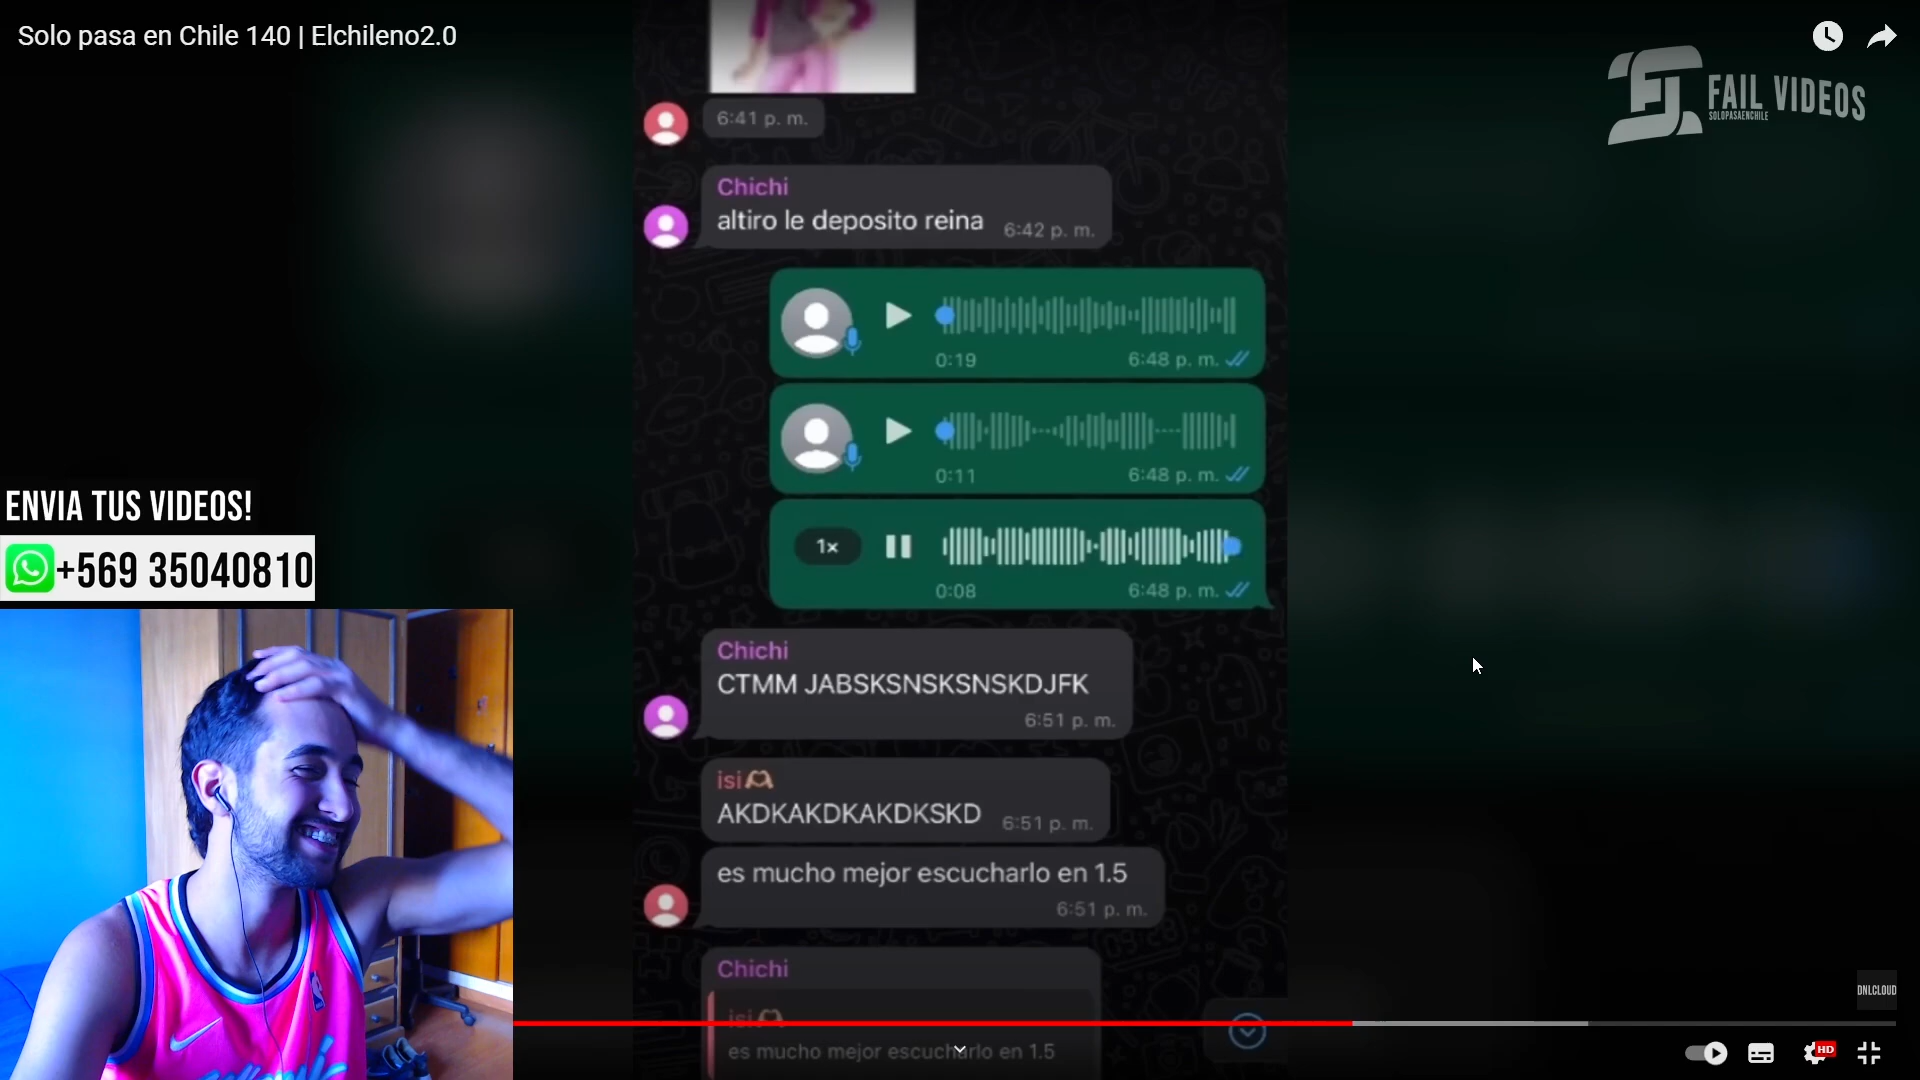 Solo pasa en Chile 140 | Elchileno2.0
FAIL VIDEOS
SOLOPASAENCHILE
6:41 p. m.
Chichi
altiro le deposito reina 6:42 p. m.
0:19 6:48 p. m.
0:11 6:48 p. m.
1x
0:08 6:48 p. m.
ENVIA TUS VIDEOS!
+569 35040810
Chichi
CTMM JABSKSNSKSNSKDJFK
6:51 p. m.
isi
AKDKAKDKAKDKSKD 6:51 p. m.
es mucho mejor escucharlo en 1.5
6:51 p. m.
Chichi
isi
es mucho mejor escucharlo en 1.5
DNLCLOUD
HD